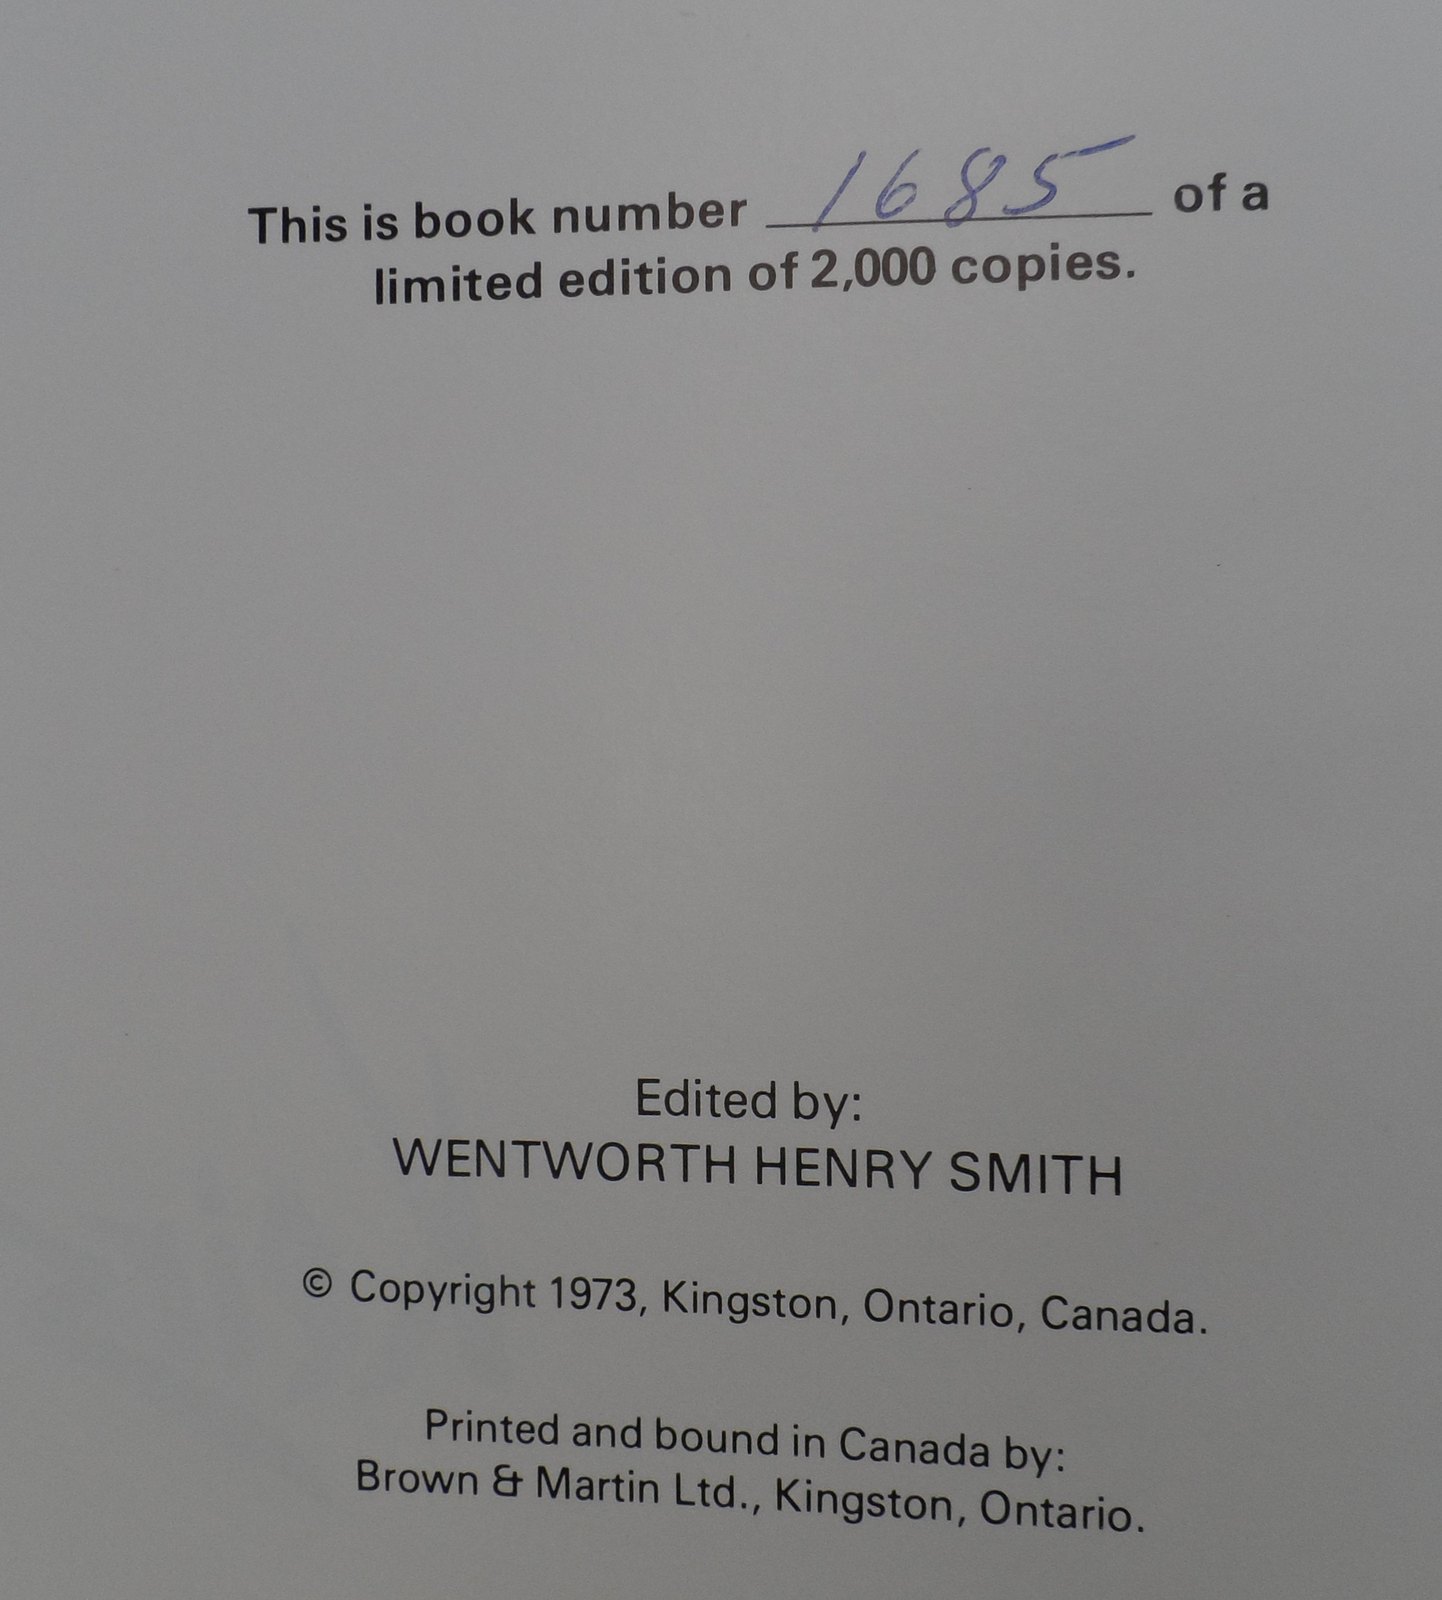 This is book number 1685 of a
limited edition of 2,000 copies.
Edited by:
WENTWORTH HENRY SMITH
© Copyright 1973, Kingston, Ontario, Canada.
Printed and bound in Canada by:
Brown & Martin Ltd., Kingston, Ontario.